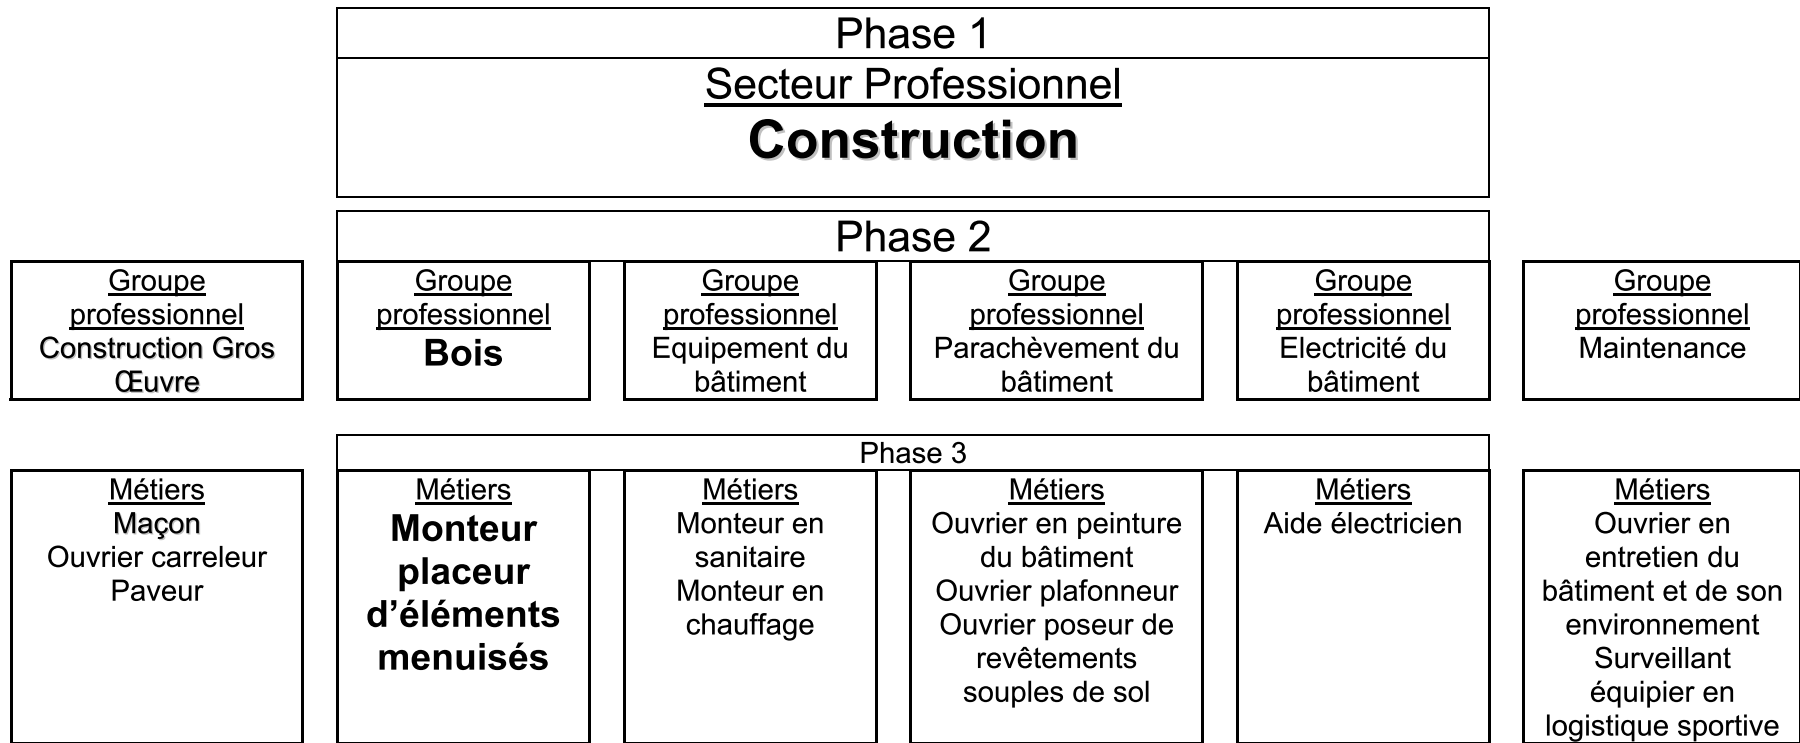 Phase 1
Secteur Professionnel
Construction
Phase 2
Groupe
professionnel
Construction Gros
Œuvre
Groupe
professionnel
Bois
Groupe
professionnel
Equipement du
bâtiment
Groupe
professionnel
Parachèvement du
bâtiment
Groupe
professionnel
Electricité du
bâtiment
Groupe
professionnel
Maintenance
Phase 3
Métiers
Maçon
Ouvrier carreleur
Paveur
Métiers
Monteur
placeur
d’éléments
menuisés
Métiers
Monteur en
sanitaire
Monteur en
chauffage
Métiers
Ouvrier en peinture
du bâtiment
Ouvrier plafonneur
Ouvrier poseur de
revêtements
souples de sol
Métiers
Aide électricien
Métiers
Ouvrier en
entretien du
bâtiment et de son
environnement
Surveillant
équipier en
logistique sportive